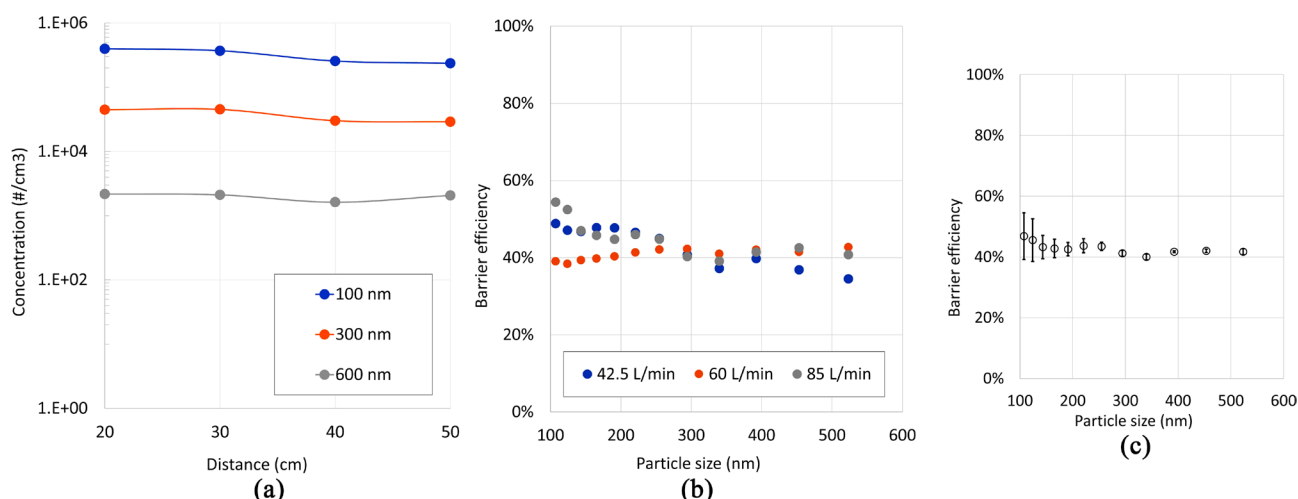 1.E+06
1.E+04
1.E+02
1.E+00
Concentration (#/cm3)
20 30 40 50
Distance (cm)
100 nm
300 nm
600 nm
(a)
100%
80%
60%
40%
20%
0%
Barrier efficiency
42.5 L/min 60 L/min 85 L/min
100 200 300 400 500 600
Particle size (nm)
(b)
100%
80%
60%
40%
20%
0%
Barrier efficiency
100 200 300 400 500 600
Particle size (nm)
(c)